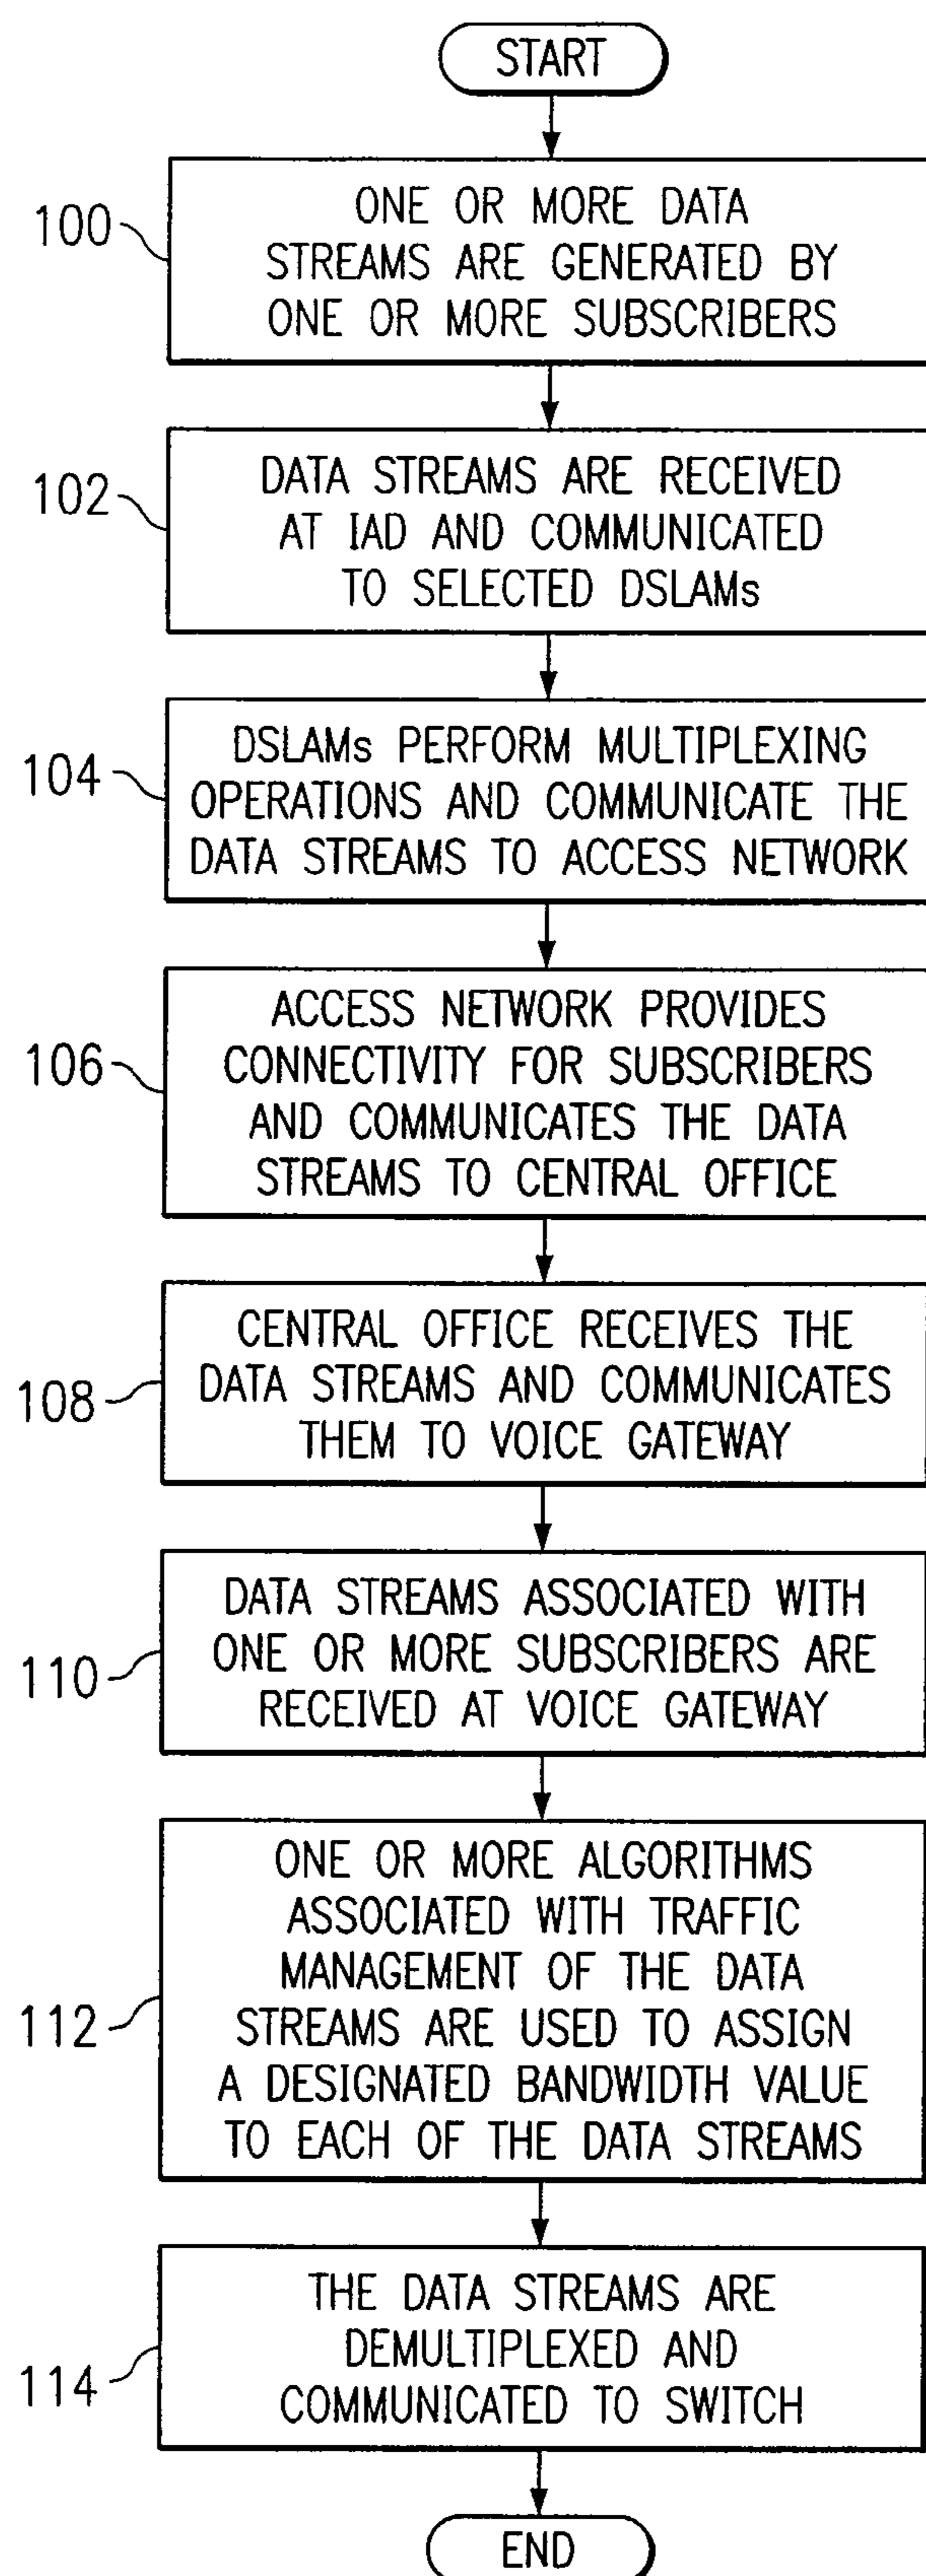 START
100
ONE OR MORE DATA
STREAMS ARE GENERATED BY
ONE OR MORE SUBSCRIBERS
102
DATA STREAMS ARE RECEIVED
AT IAD AND COMMUNICATED
TO SELECTED DSLAMs
104
DSLAMs PERFORM MULTIPLEXING
OPERATIONS AND COMMUNICATE THE
DATA STREAMS TO ACCESS NETWORK
106
ACCESS NETWORK PROVIDES
CONNECTIVITY FOR SUBSCRIBERS
AND COMMUNICATES THE DATA
STREAMS TO CENTRAL OFFICE
108
CENTRAL OFFICE RECEIVES THE
DATA STREAMS AND COMMUNICATES
THEM TO VOICE GATEWAY
110
DATA STREAMS ASSOCIATED WITH
ONE OR MORE SUBSCRIBERS ARE
RECEIVED AT VOICE GATEWAY
112
ONE OR MORE ALGORITHMS
ASSOCIATED WITH TRAFFIC
MANAGEMENT OF THE DATA
STREAMS ARE USED TO ASSIGN
A DESIGNATED BANDWIDTH VALUE
TO EACH OF THE DATA STREAMS
114
THE DATA STREAMS ARE
DEMULTIPLEXED AND
COMMUNICATED TO SWITCH
END